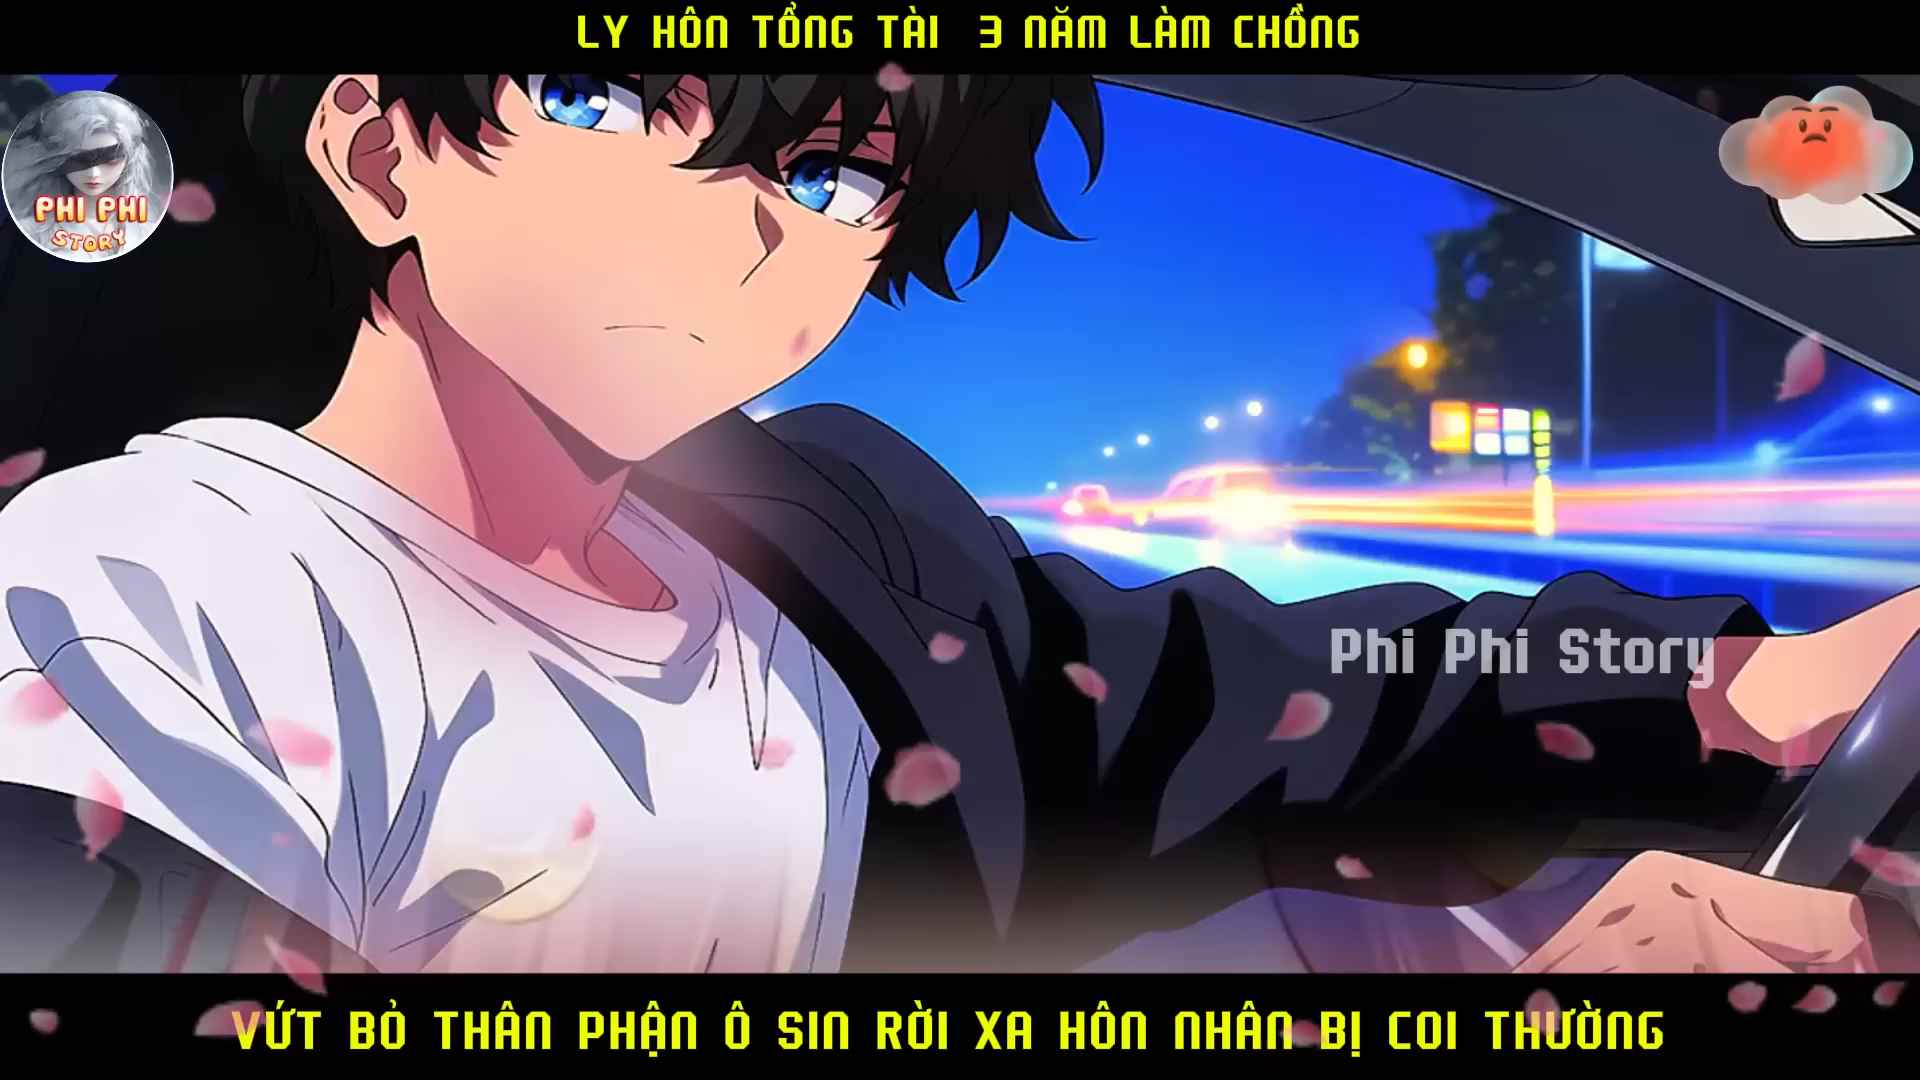 LY HÔN TỔNG TÀI 3 NĂM LÀM CHỒNG
PHI PHI
STORY
Phi Phi Story
VỨT BỎ THÂN PHẬN Ô SIN RỜI XA HÔN NHÂN BỊ COI THƯỜNG